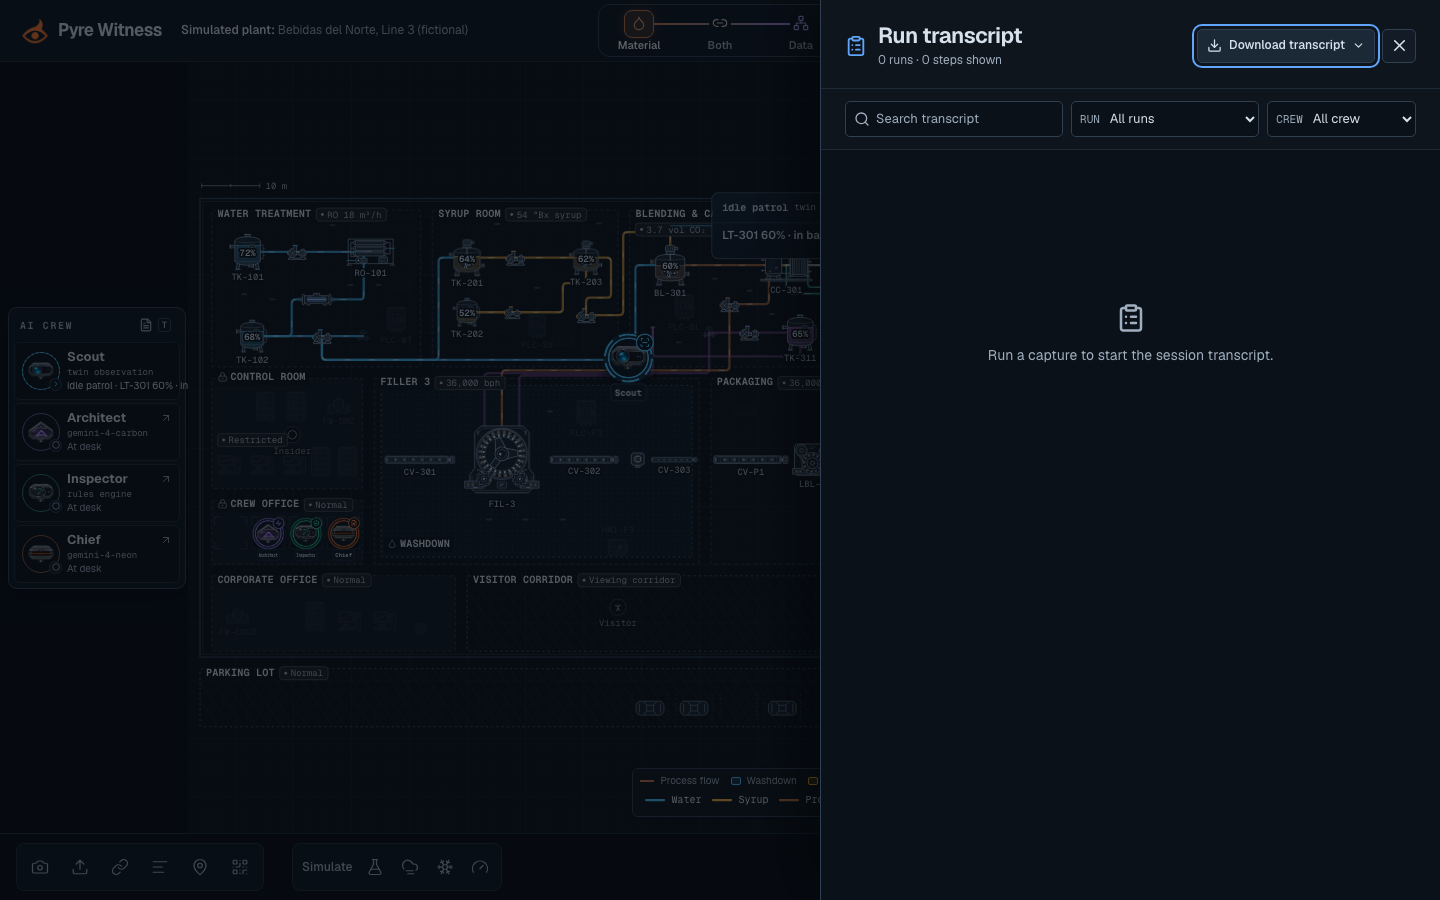 Pyre Witness
Simulated plant: Bebidas del Norte, Line 3 (fictional)
Material
Both
Data
Run transcript
0 runs · 0 steps shown
Download transcript
Search transcript
RUN All runs
CREW All crew
Run a capture to start the session transcript.
10 m
WATER TREATMENT • RO 18 m³/h
SYRUP ROOM • 54 °Bx syrup
BLENDING & C
• 3.7 vol CO₂
idle patrol twin
LT-301 60% · in ba
72%
TK-101
RO-101
64%
TK-201
62%
TK-203
60%
BL-301
CC-301
52%
TK-202
68%
TK-102
65%
TK-311
Scout
AI CREW
T
Scout
twin observation
idle patrol · LT-301 60% · in
Architect
gemini-4-carbon
At desk
Inspector
rules engine
At desk
Chief
gemini-4-neon
At desk
CONTROL ROOM
• Restricted
Insider
FILLER 3 • 36,000 bph
PACKAGING • 36,00
CV-301
CV-302
CV-303
CV-P1
LBL-
FIL-3
CREW OFFICE • Normal
Architect
Inspector
Chief
WASHDOWN
CORPORATE OFFICE • Normal
VISITOR CORRIDOR • Viewing corridor
Visitor
PARKING LOT • Normal
Process flow
Washdown
Water
Syrup
Pro
Simulate